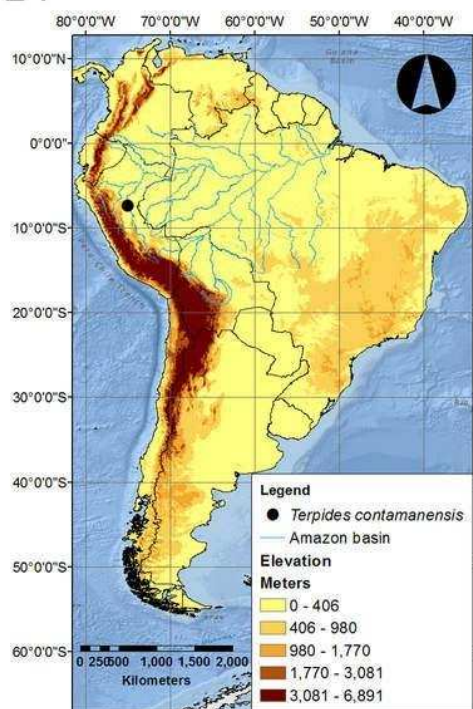 80°0'0"W 70°0'0"W 60°0'0"W 50°0'0"W 40°0'0"W
10°0'0"N
0°0'0"
10°0'0"S
20°0'0"S
30°0'0"S
40°0'0"S
50°0'0"S
60°0'0"S
Legend
Terpides contamanensis
Amazon basin
Elevation
Meters
0 - 406
406 - 980
980 - 1,770
1,770 - 3,081
3,081 - 6,891
0 250500 1,000 1,500 2,000
Kilometers